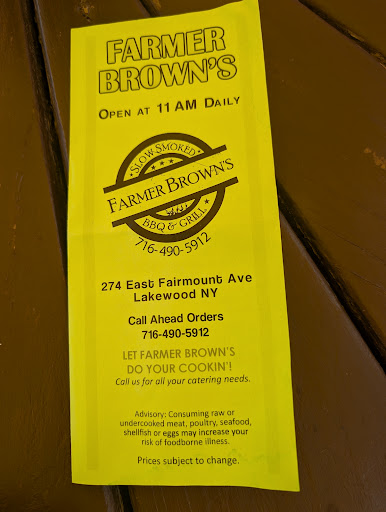 FARMER
BROWN'S
OPEN AT 11 AM DAILY
SLOW SMOKED
FARMER BROWN'S
BBQ & GRILL
716-490-5912
274 East Fairmount Ave
Lakewood NY
Call Ahead Orders
716-490-5912
LET FARMER BROWN'S
DO YOUR COOKIN'!
Call us for all your catering needs.
Advisory: Consuming raw or
undercooked meat, poultry, seafood,
shellfish or eggs may increase your
risk of foodborne illness.
Prices subject to change.